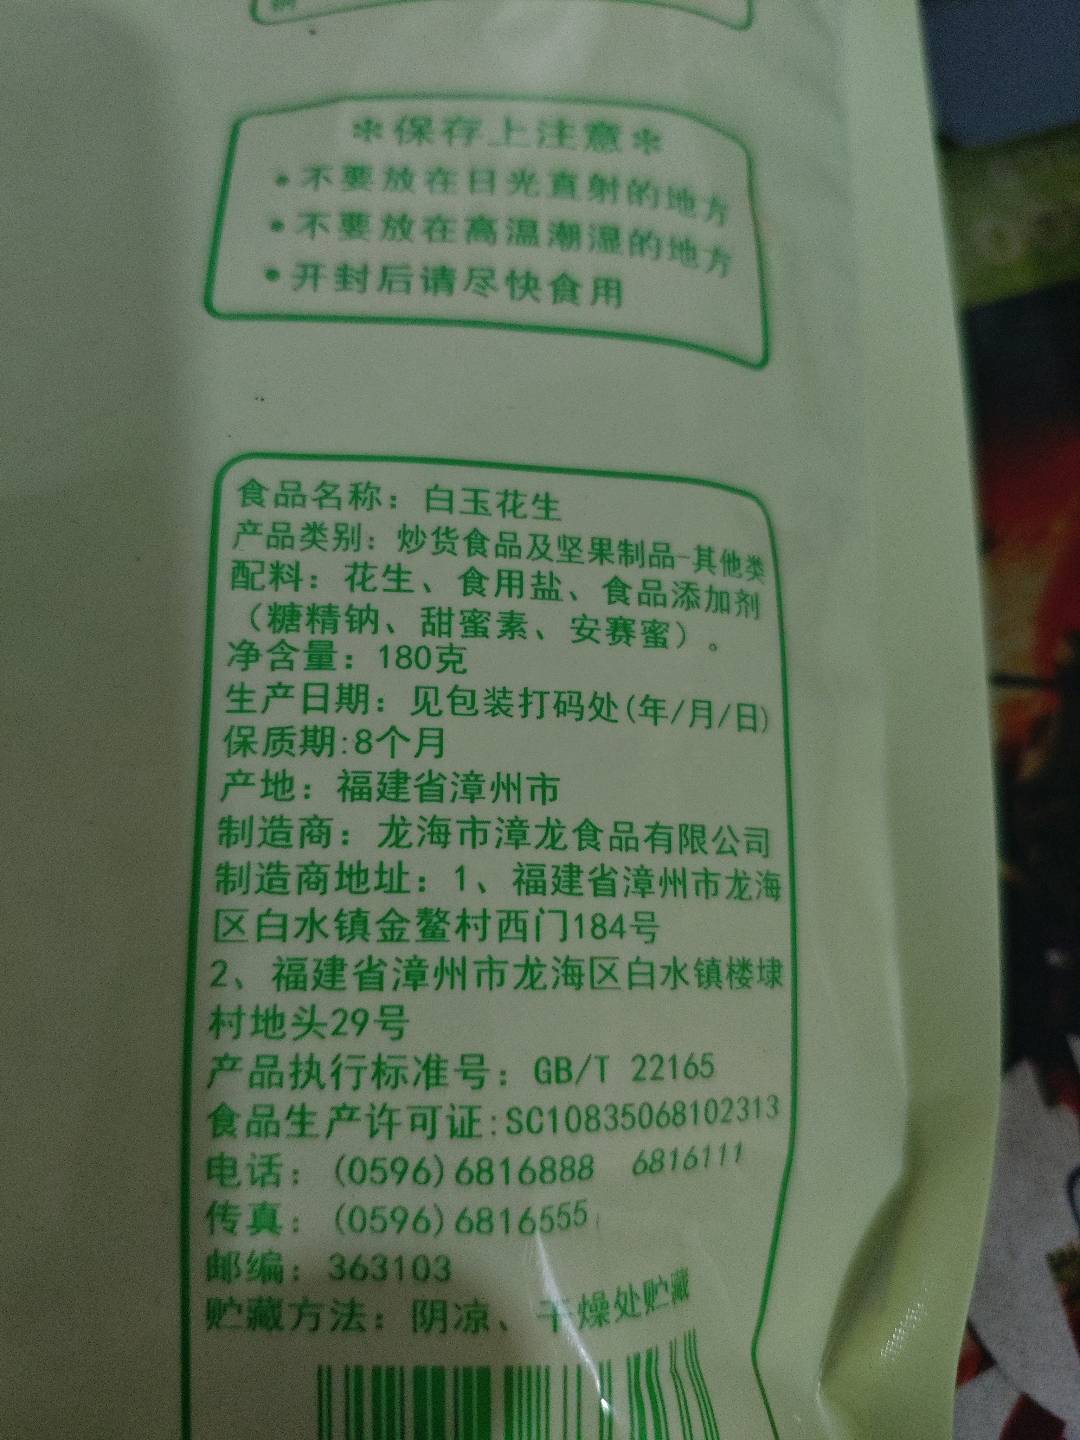 *保存上注意*
•不要放在日光直射的地方
•不要放在高温潮湿的地方
•开封后请尽快食用
食品名称：白玉花生
产品类别：炒货食品及坚果制品-其他类
配料：花生、食用盐、食品添加剂
（糖精钠、甜蜜素、安赛蜜）。
净含量：180克
生产日期：见包装打码处(年/月/日)
保质期:8个月
产地：福建省漳州市
制造商：龙海市漳龙食品有限公司
制造商地址：1、福建省漳州市龙海
区白水镇金鳌村西门184号
2、福建省漳州市龙海区白水镇楼埭
村地头29号
产品执行标准号：GB/T 22165
食品生产许可证:SC10835068102313
电话：(0596)6816888 6816111
传真：(0596)6816555
邮编：363103
贮藏方法：阴凉、干燥处贮藏